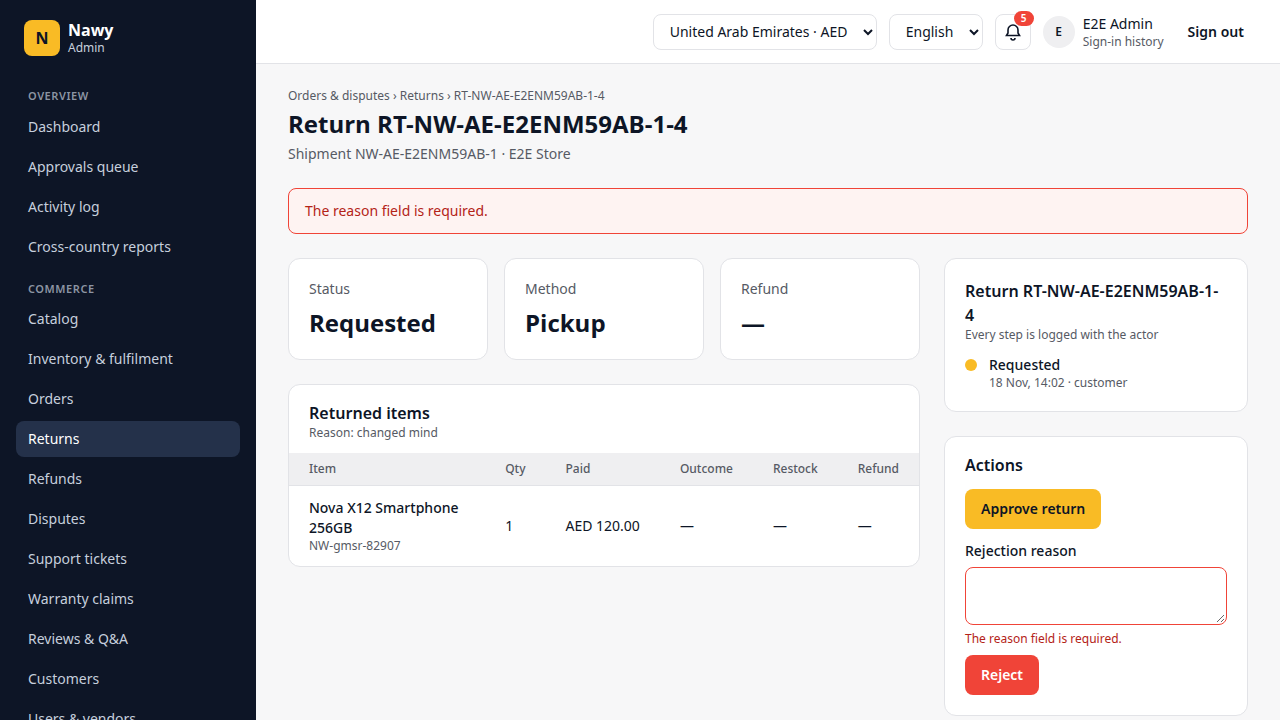 N
Nawy
Admin
OVERVIEW
Dashboard
Approvals queue
Activity log
Cross-country reports
COMMERCE
Catalog
Inventory & fulfilment
Orders
Returns
Refunds
Disputes
Support tickets
Warranty claims
Reviews & Q&A
Customers
Users & vendors
United Arab Emirates · AED
English
5
E
E2E Admin
Sign-in history
Sign out
Orders & disputes › Returns › RT-NW-AE-E2ENM59AB-1-4
Return RT-NW-AE-E2ENM59AB-1-4
Shipment NW-AE-E2ENM59AB-1 · E2E Store
The reason field is required.
Status
Requested
Method
Pickup
Refund
—
Returned items
Reason: changed mind
Item Qty Paid Outcome Restock Refund
Nova X12 Smartphone
256GB
NW-gmsr-82907
1 AED 120.00 — — —
Return RT-NW-AE-E2ENM59AB-1-
4
Every step is logged with the actor
Requested
18 Nov, 14:02 · customer
Actions
Approve return
Rejection reason
The reason field is required.
Reject